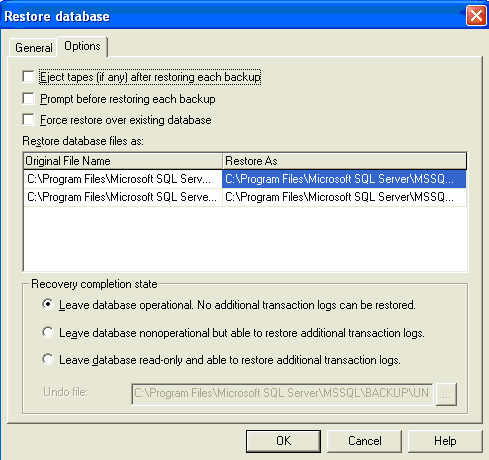 Restore database
General Options
Eject tapes (if any) after restoring each backup
Prompt before restoring each backup
Force restore over existing database
Restore database files as:
Original File Name Restore As
C:\Program Files\Microsoft SQL Serv... C:\Program Files\Microsoft SQL Server\MSSQ...
C:\Program Files\Microsoft SQL Serve... C:\Program Files\Microsoft SQL Server\MSSQ...
Recovery completion state
Leave database operational. No additional transaction logs can be restored.
Leave database nonoperational but able to restore additional transaction logs.
Leave database read-only and able to restore additional transaction logs.
Undo file: C:\Program Files\Microsoft SQL Server\MSSQL\BACKUP\UN ...
OK Cancel Help